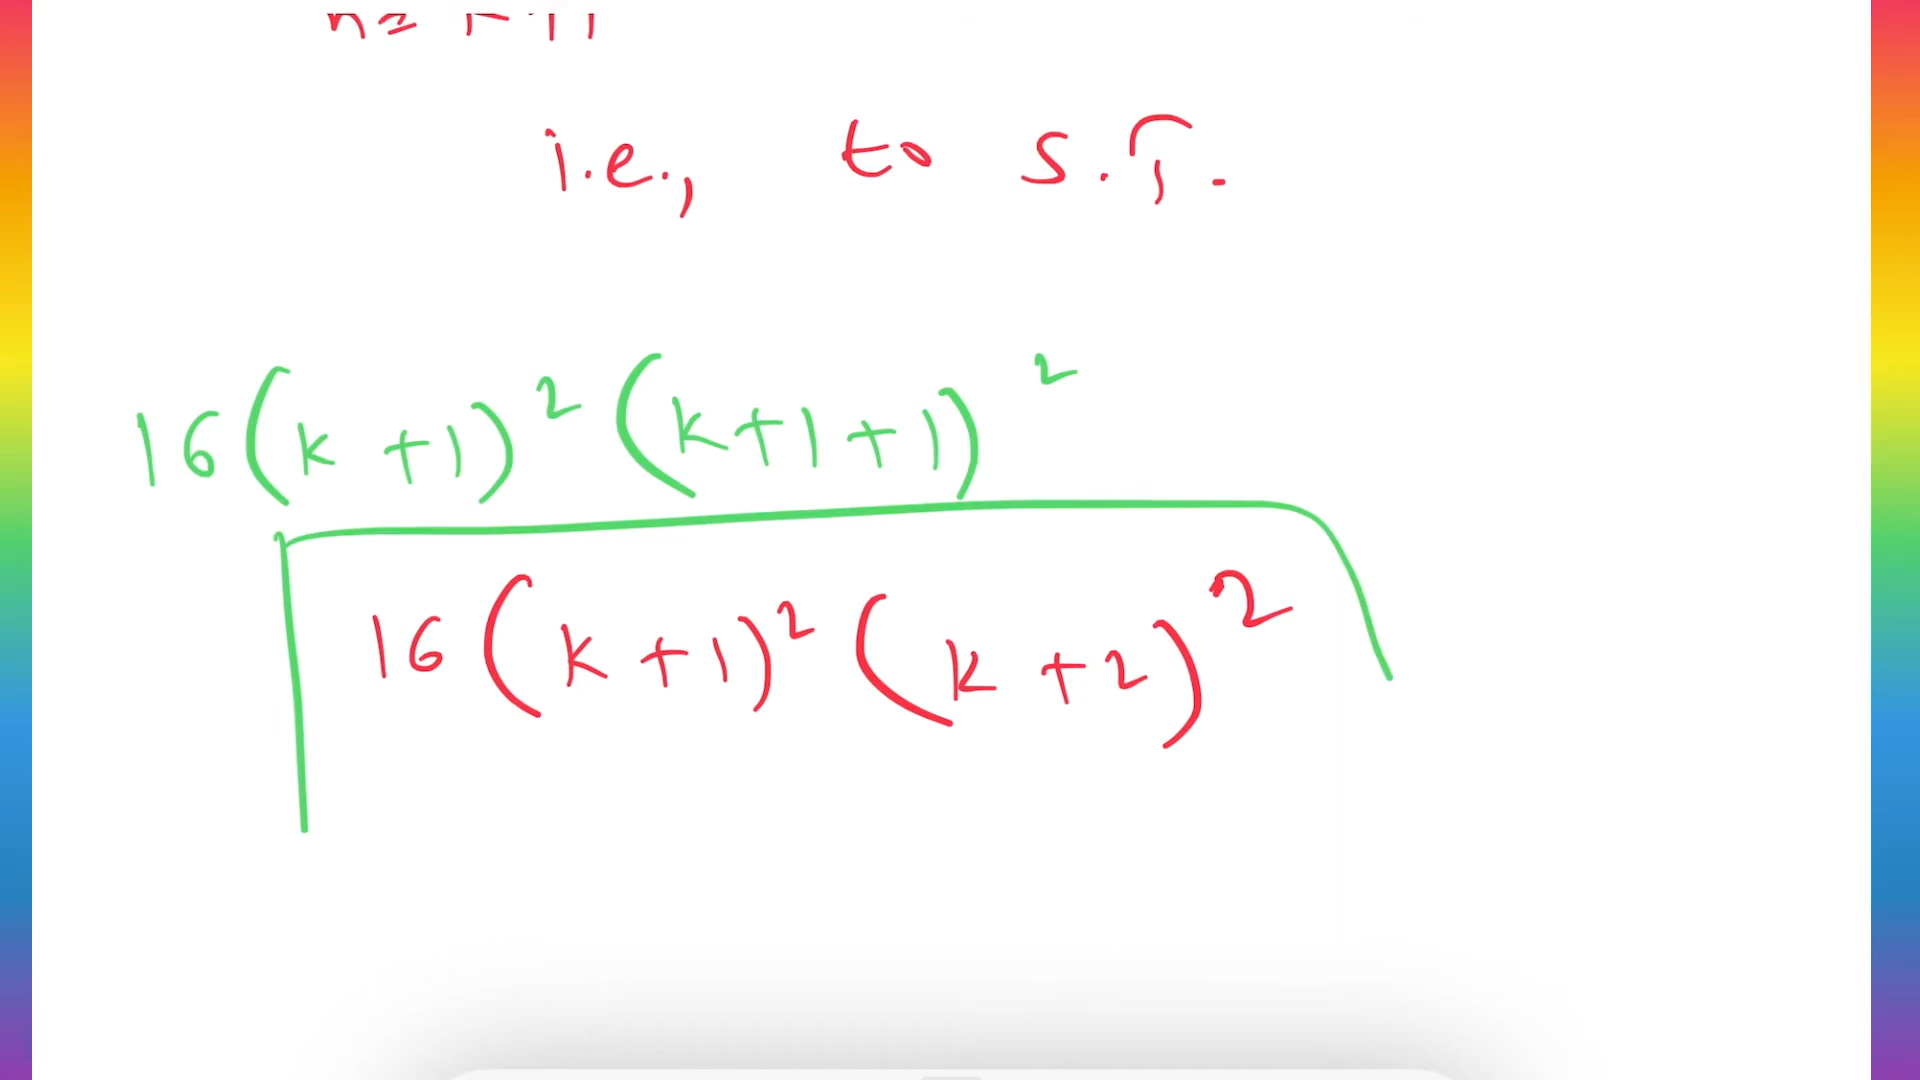 i.e., to S.T.
16(k+1)²(k+1+1)²
16(k+1)²(k+2)²